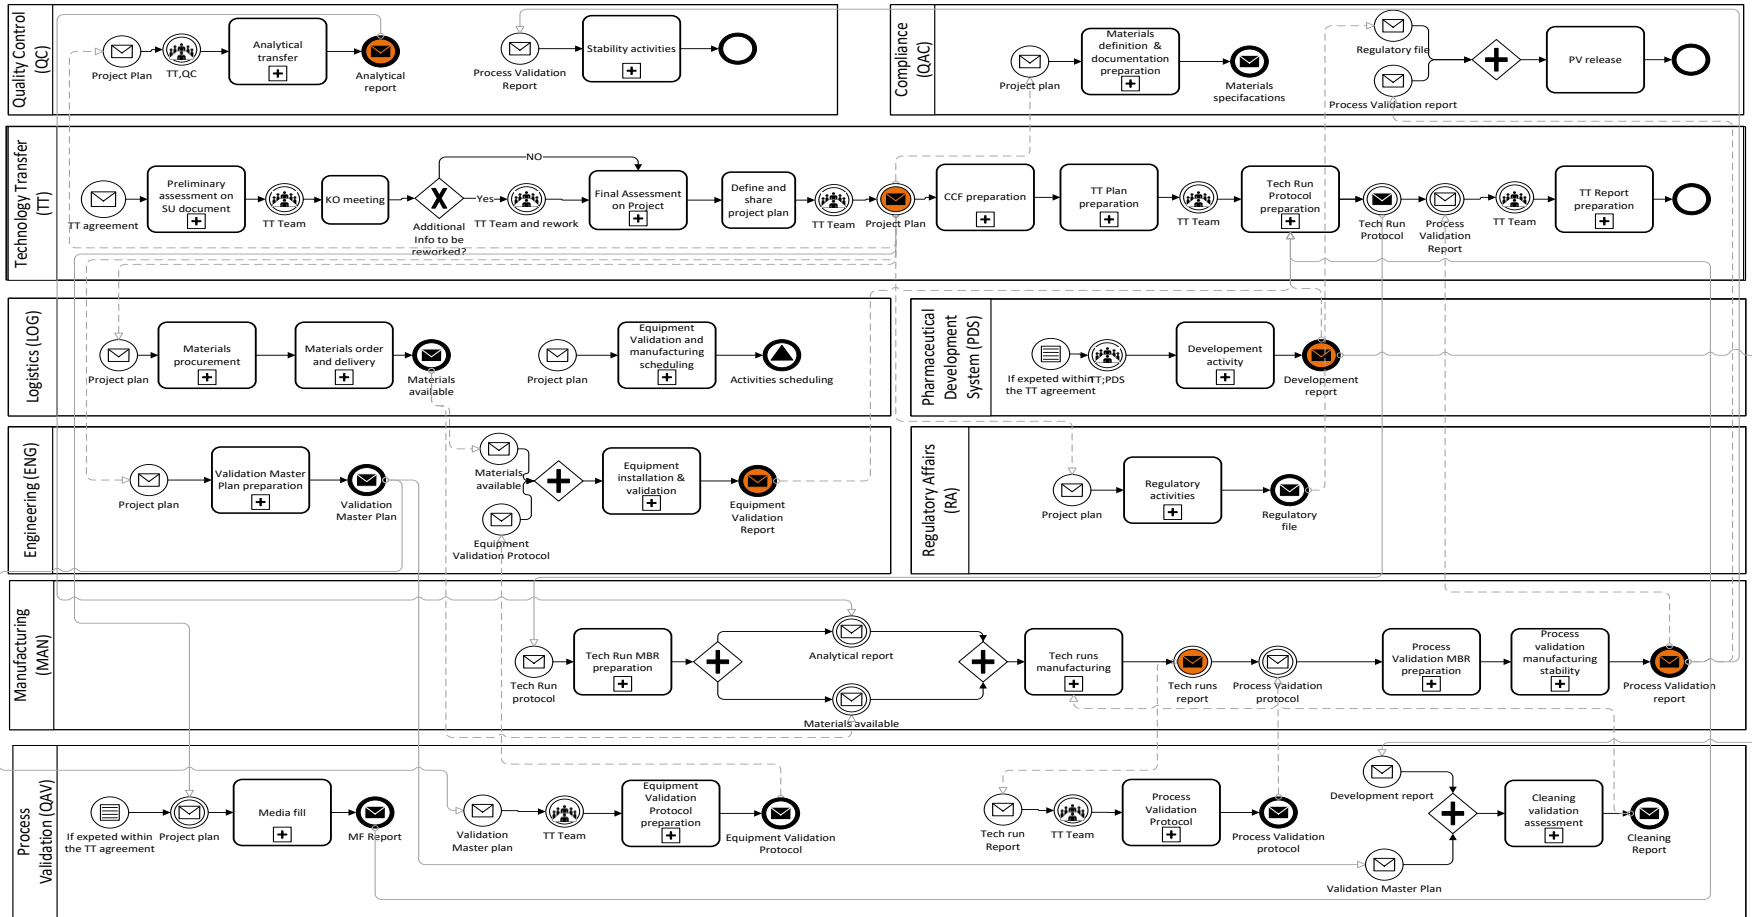 Quality Control
(QC)
Project Plan
TT,QC
Analytical
transfer
Analytical
report
Process Validation
Report
Stability activities
Compliance
(QAC)
Project plan
Materials
definition &
documentation
preparation
Materials
specifacations
Regulatory file
Process Validation report
PV release
Technology Transfer
(TT)
TT agreement
Preliminary
assessment on
SU document
TT Team
KO meeting
X
NO
Yes
Additional
Info to be
reworked?
TT Team and rework
Final Assessment
on Project
Define and
share
project plan
TT Team
Project Plan
CCF preparation
TT Plan
preparation
TT Team
Tech Run
Protocol
preparation
Tech Run
Protocol
Process
Validation
Report
TT Team
TT Report
preparation
Logistics (LOG)
Project plan
Materials
procurement
Materials order
and delivery
Materials
available
Project plan
Equipment
Validation and
manufacturing
scheduling
Activities scheduling
Pharmaceutical
Development
System (PDS)
If expeted within
the TT agreement
TT;PDS
Developement
activity
Developement
report
Engineering (ENG)
Project plan
Validation Master
Plan preparation
Validation
Master Plan
Materials
available
Equipment
Validation Protocol
Equipment
installation &
validation
Equipment
Validation
Report
Regulatory Affairs
(RA)
Project plan
Regulatory
activities
Regulatory
file
Manufacturing
(MAN)
Tech Run
protocol
Tech Run MBR
preparation
Analytical report
Materials available
Tech runs
manufacturing
Tech runs
report
Process Vaidation
protocol
Process
Validation MBR
preparation
Process
validation
manufacturing
stability
Process Validation
report
Process
Validation (QAV)
If expeted within
the TT agreement
Project plan
Media fill
MF Report
Validation
Master plan
TT Team
Equipment
Validation
Protocol
preparation
Equipment Validation
Protocol
Tech run
Report
TT Team
Process
Validation
Protocol
Process Validation
protocol
Development report
Validation Master Plan
Cleaning
validation
assessment
Cleaning
Report